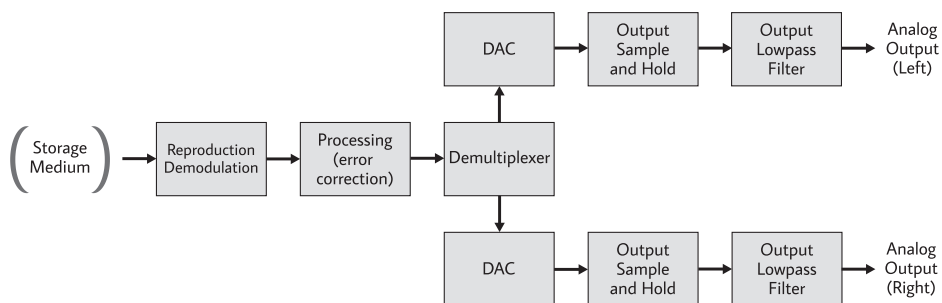 DAC
Output
Sample
and Hold
Output
Lowpass
Filter
Analog
Output
(Left)
Storage
Medium
Reproduction
Demodulation
Processing
(error
correction)
Demultiplexer
DAC
Output
Sample
and Hold
Output
Lowpass
Filter
Analog
Output
(Right)